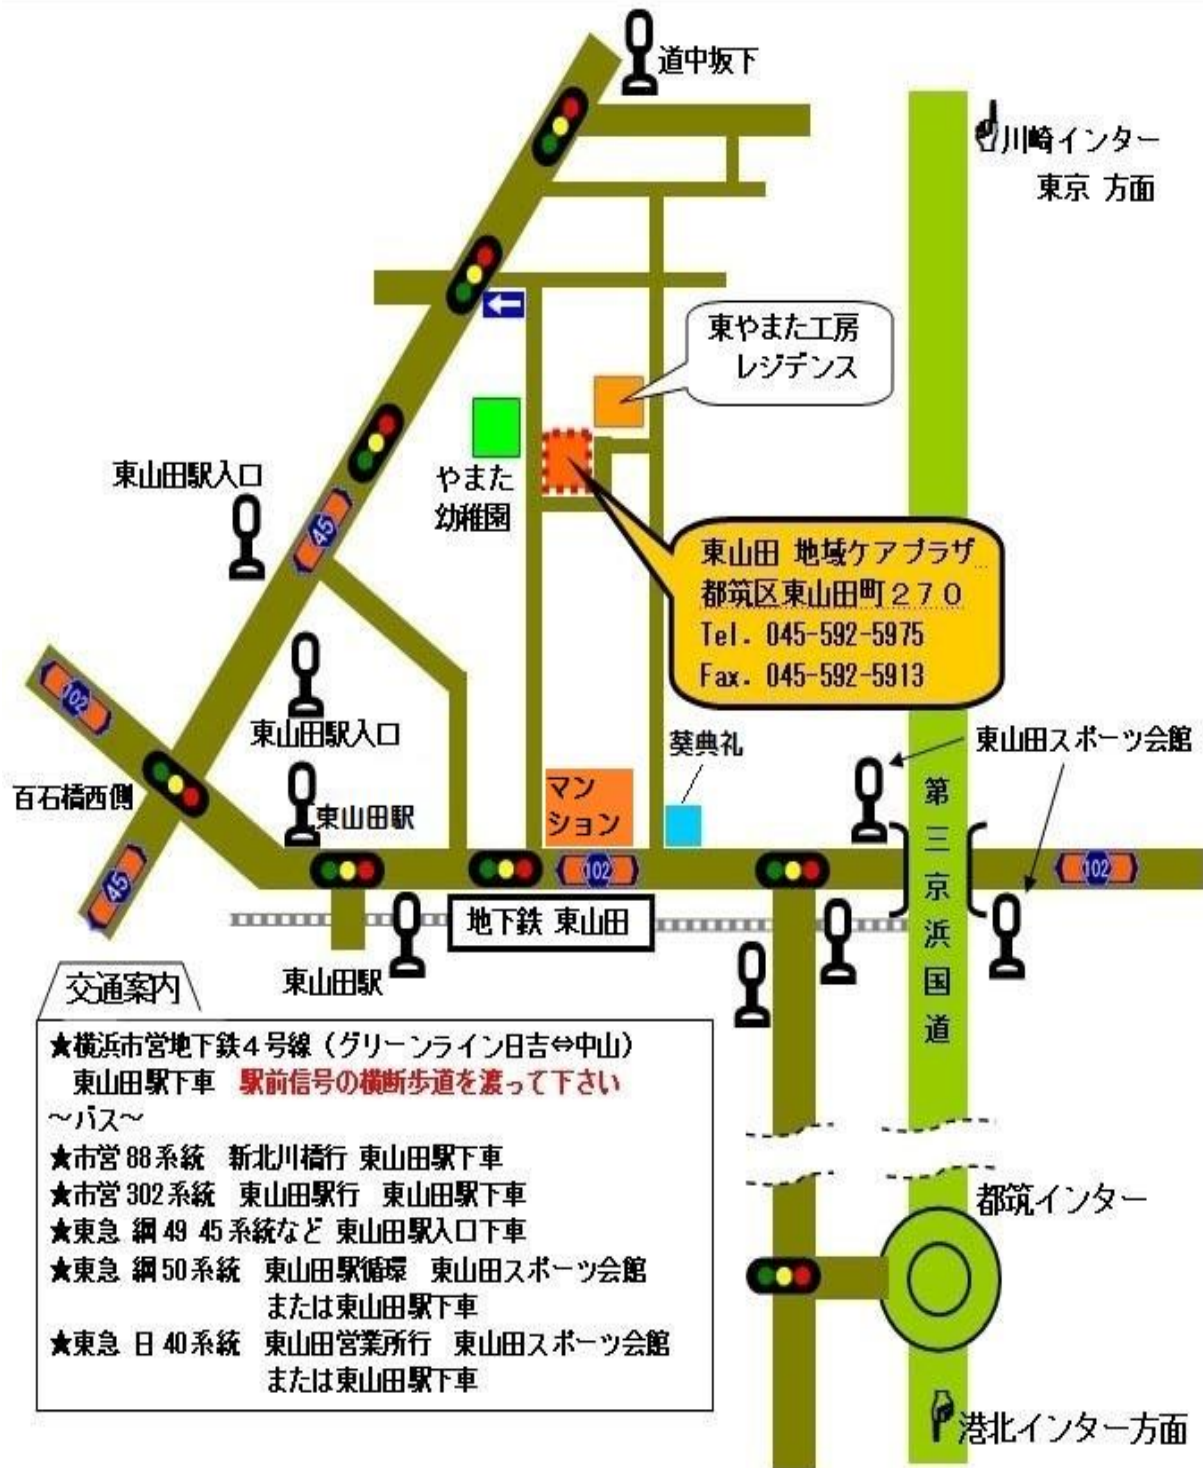 道中坂下
川崎インター
東京 方面
東やまた工房
レジデンス
東山田駅入口
45
やまた
幼稚園
東山田 地域ケアプラザ
都筑区東山田町270
Tel. 045-592-5975
Fax. 045-592-5913
102
東山田駅入口
葵典礼
東山田スポーツ会館
百石橋西側
東山田駅
マン
ション
第三京浜国道
45
102
102
地下鉄 東山田
東山田駅
交通案内
★横浜市営地下鉄4号線(グリーンライン日吉⇔中山)
東山田駅下車 駅前信号の横断歩道を渡って下さい
~バス~
★市営88系統 新北川橋行 東山田駅下車
★市営302系統 東山田駅行 東山田駅下車
★東急 綱49 45系統など 東山田駅入口下車
★東急 綱50系統 東山田駅循環 東山田スポーツ会館
または東山田駅下車
★東急 日40系統 東山田営業所行 東山田スポーツ会館
または東山田駅下車
都筑インター
港北インター方面